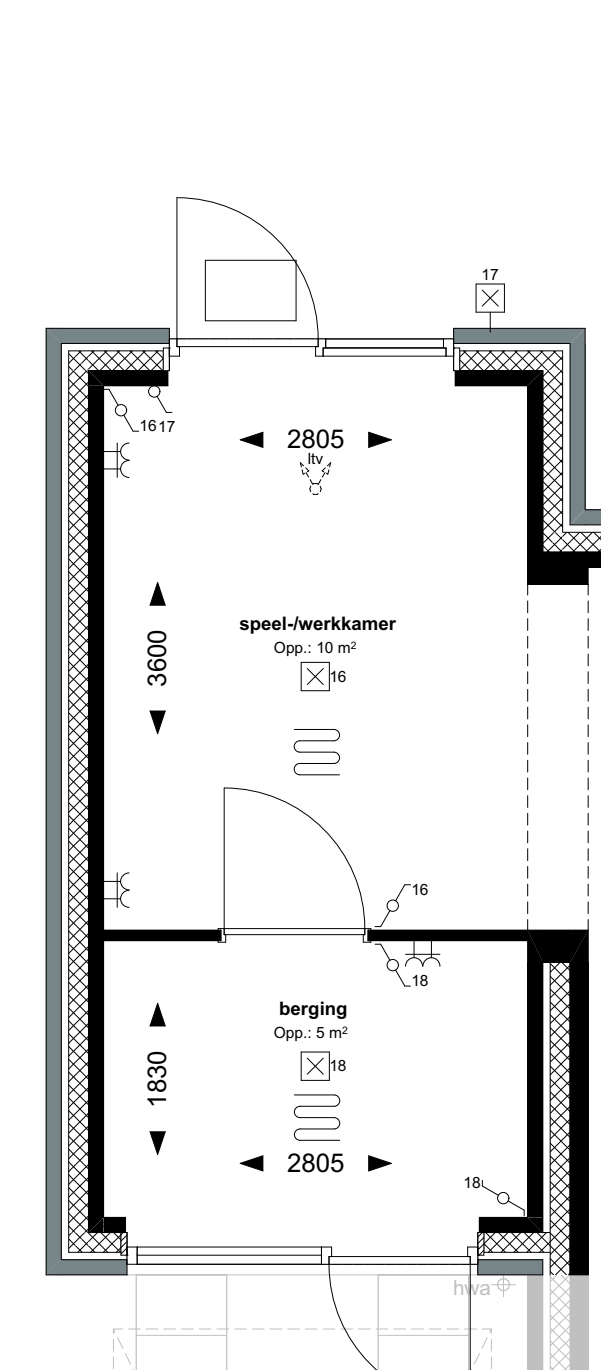 17
16 17
2805
ltv
speel-/werkkamer
Opp.: 10 m²
3600
16
16
18
berging
Opp.: 5 m²
18
1830
2805
18
hwa